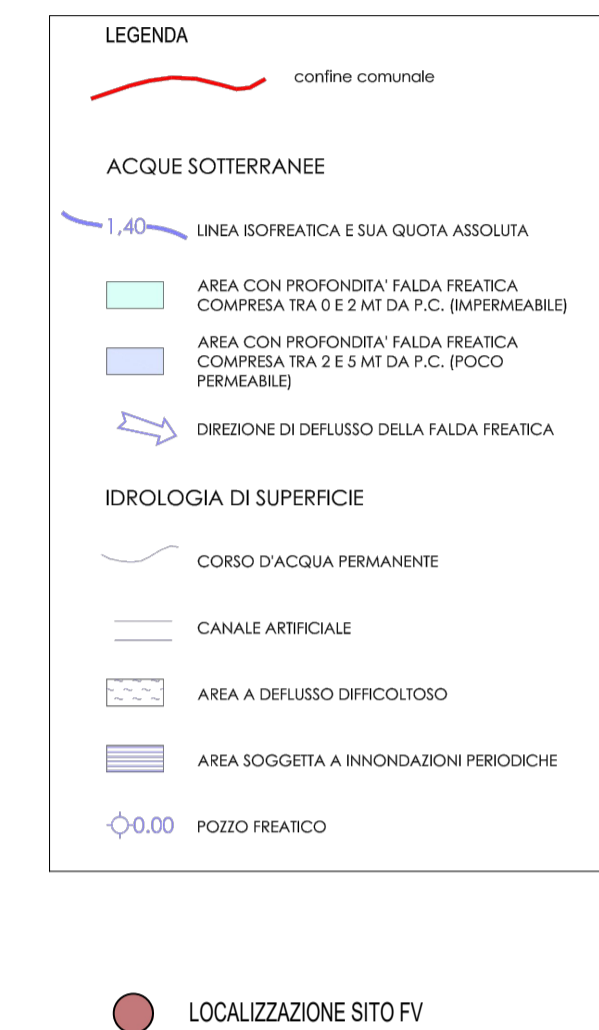 LEGENDA
confine comunale
ACQUE SOTTERRANEE
1,40
LINEA ISOFREATICA E SUA QUOTA ASSOLUTA
AREA CON PROFONDITA' FALDA FREATICA
COMPRESA TRA 0 E 2 MT DA P.C. (IMPERMEABILE)
AREA CON PROFONDITA' FALDA FREATICA
COMPRESA TRA 2 E 5 MT DA P.C. (POCO
PERMEABILE)
DIREZIONE DI DEFLUSSO DELLA FALDA FREATICA
IDROLOGIA DI SUPERFICIE
CORSO D'ACQUA PERMANENTE
CANALE ARTIFICIALE
AREA A DEFLUSSO DIFFICOLTOSO
AREA SOGGETTA A INNONDAZIONI PERIODICHE
0.00
POZZO FREATICO
LOCALIZZAZIONE SITO FV